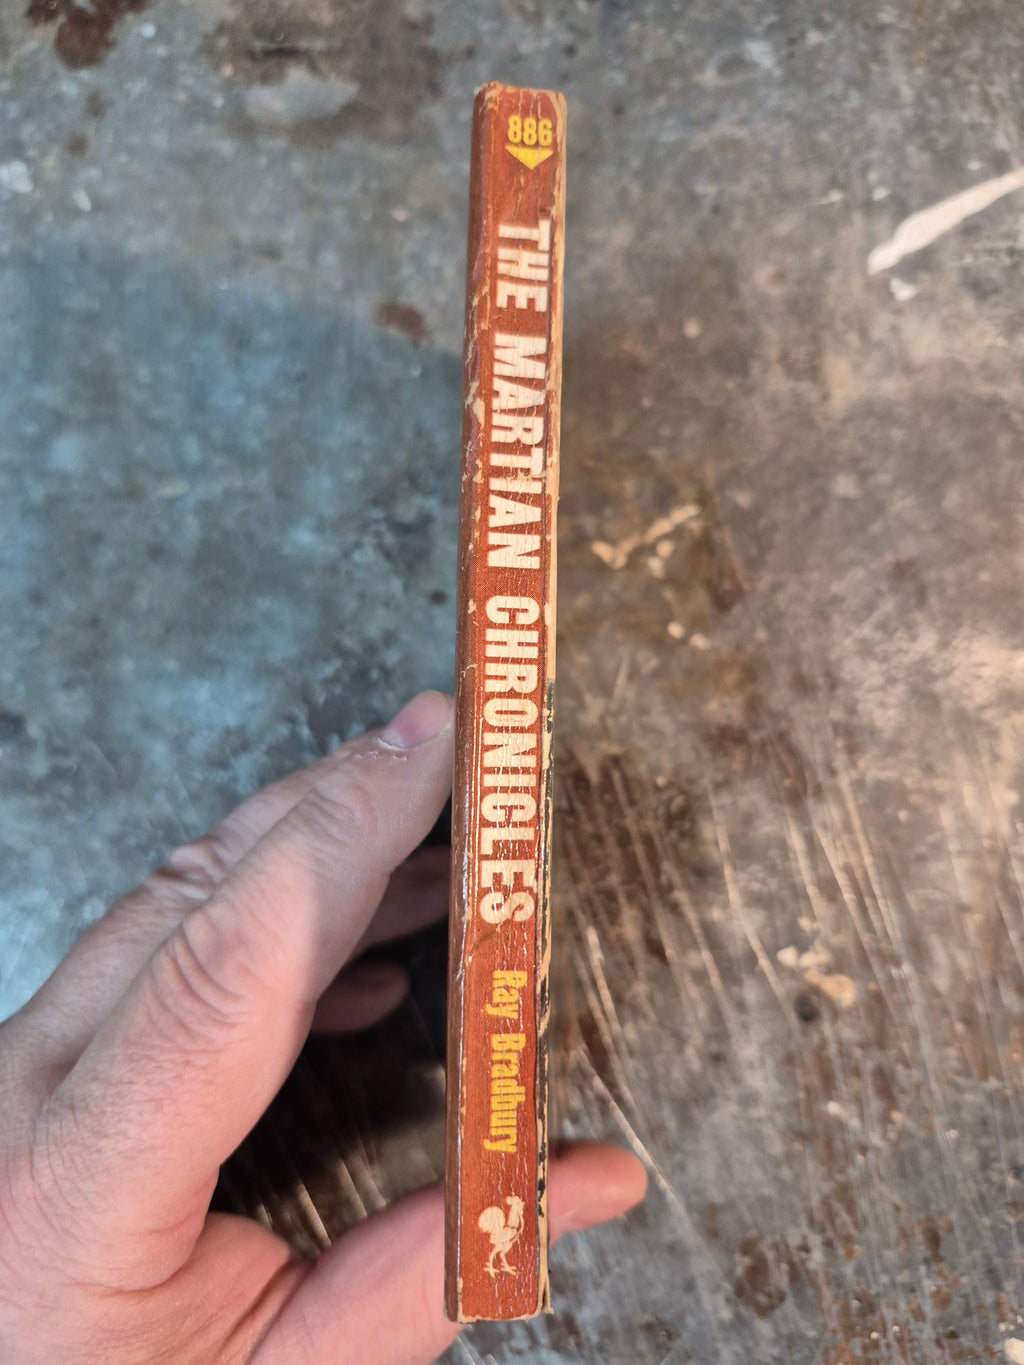 886
THE MARTIAN CHRONICLES
Ray Bradbury